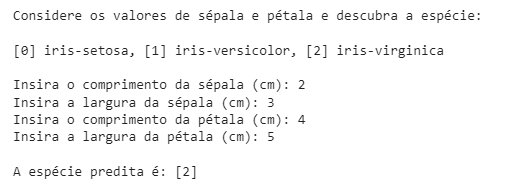 Considere os valores de sépala e pétala e descubra a espécie:
[0] iris-setosa, [1] iris-versicolor, [2] iris-virginica
Insira o comprimento da sépala (cm): 2
Insira a largura da sépala (cm): 3
Insira o comprimento da pétala (cm): 4
Insira a largura da pétala (cm): 5
A espécie predita é: [2]